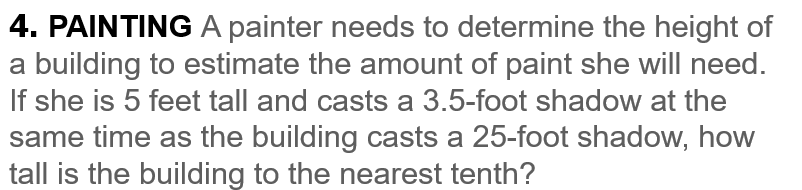 4. PAINTING A painter needs to determine the height of
a building to estimate the amount of paint she will need.
If she is 5 feet tall and casts a 3.5-foot shadow at the
same time as the building casts a 25-foot shadow, how
tall is the building to the nearest tenth?